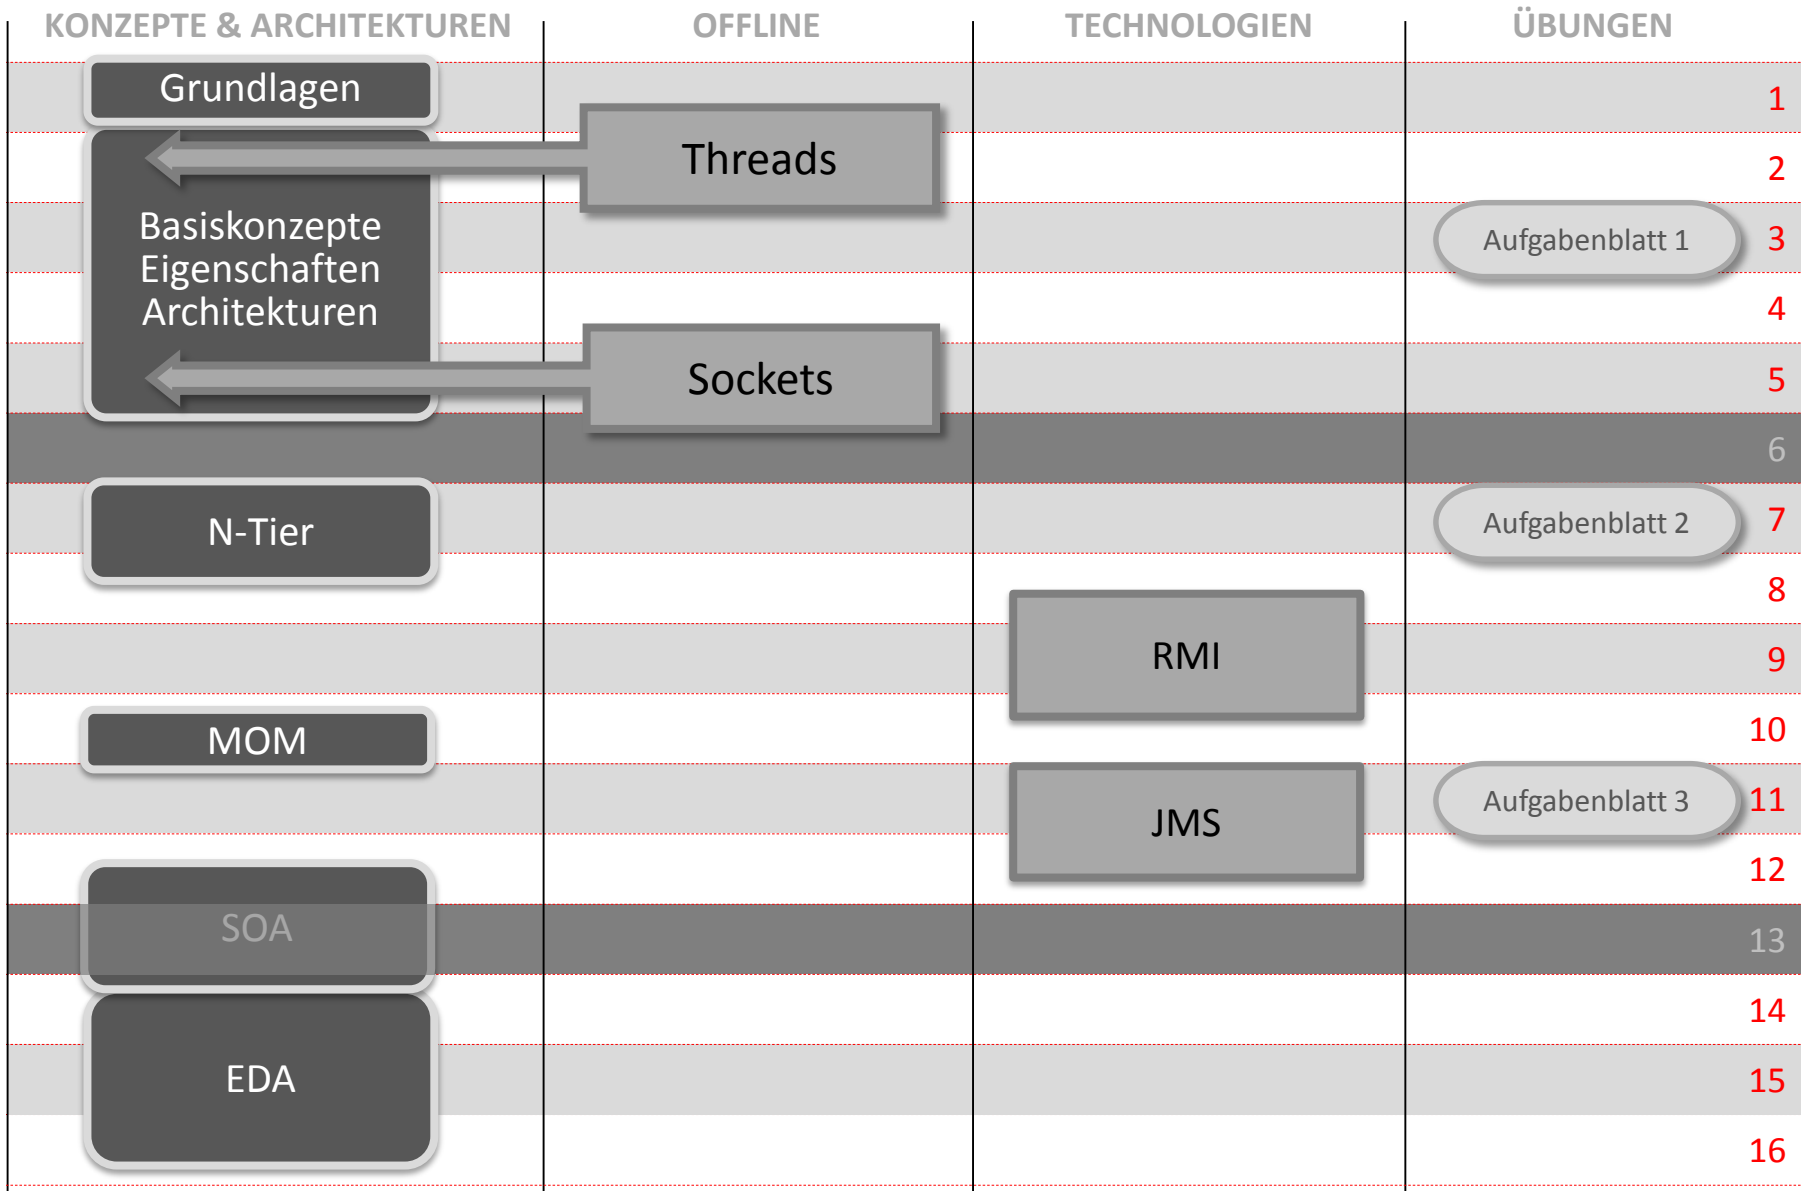 KONZEPTE & ARCHITEKTUREN
OFFLINE
TECHNOLOGIEN
ÜBUNGEN
Grundlagen
1
Threads
2
Basiskonzepte
Eigenschaften
Architekturen
Aufgabenblatt 1
3
4
Sockets
5
6
N-Tier
Aufgabenblatt 2
7
8
RMI
9
MOM
10
JMS
Aufgabenblatt 3
11
12
SOA
13
14
EDA
15
16